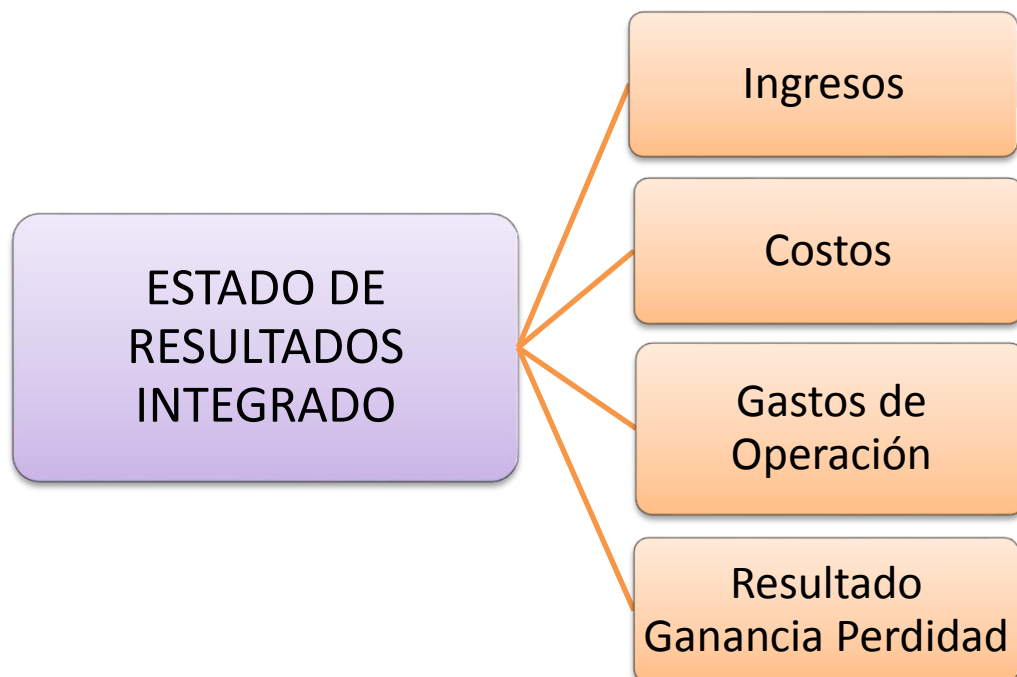 ESTADO DE
RESULTADOS
INTEGRADO
Ingresos
Costos
Gastos de
Operación
Resultado
Ganancia Perdidad